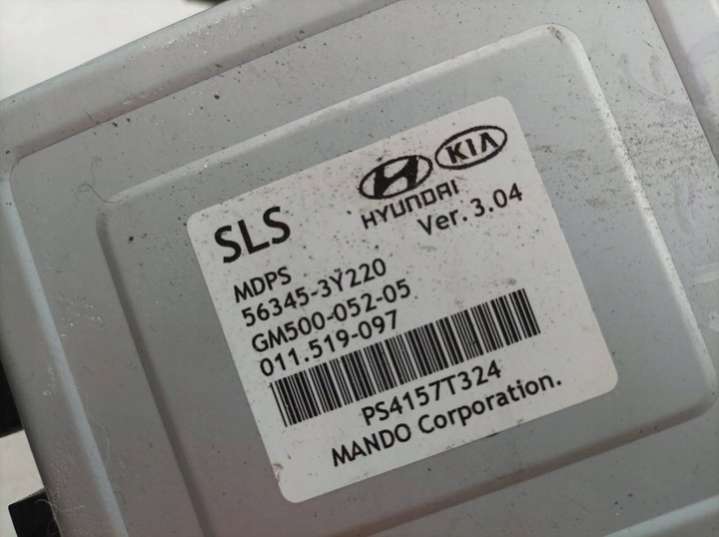 SLS
HYUNDAI KIA
Ver. 3.04
MDPS
56345-3Y220
GM500-052-05
011.519-097
PS4157T324
MANDO Corporation.